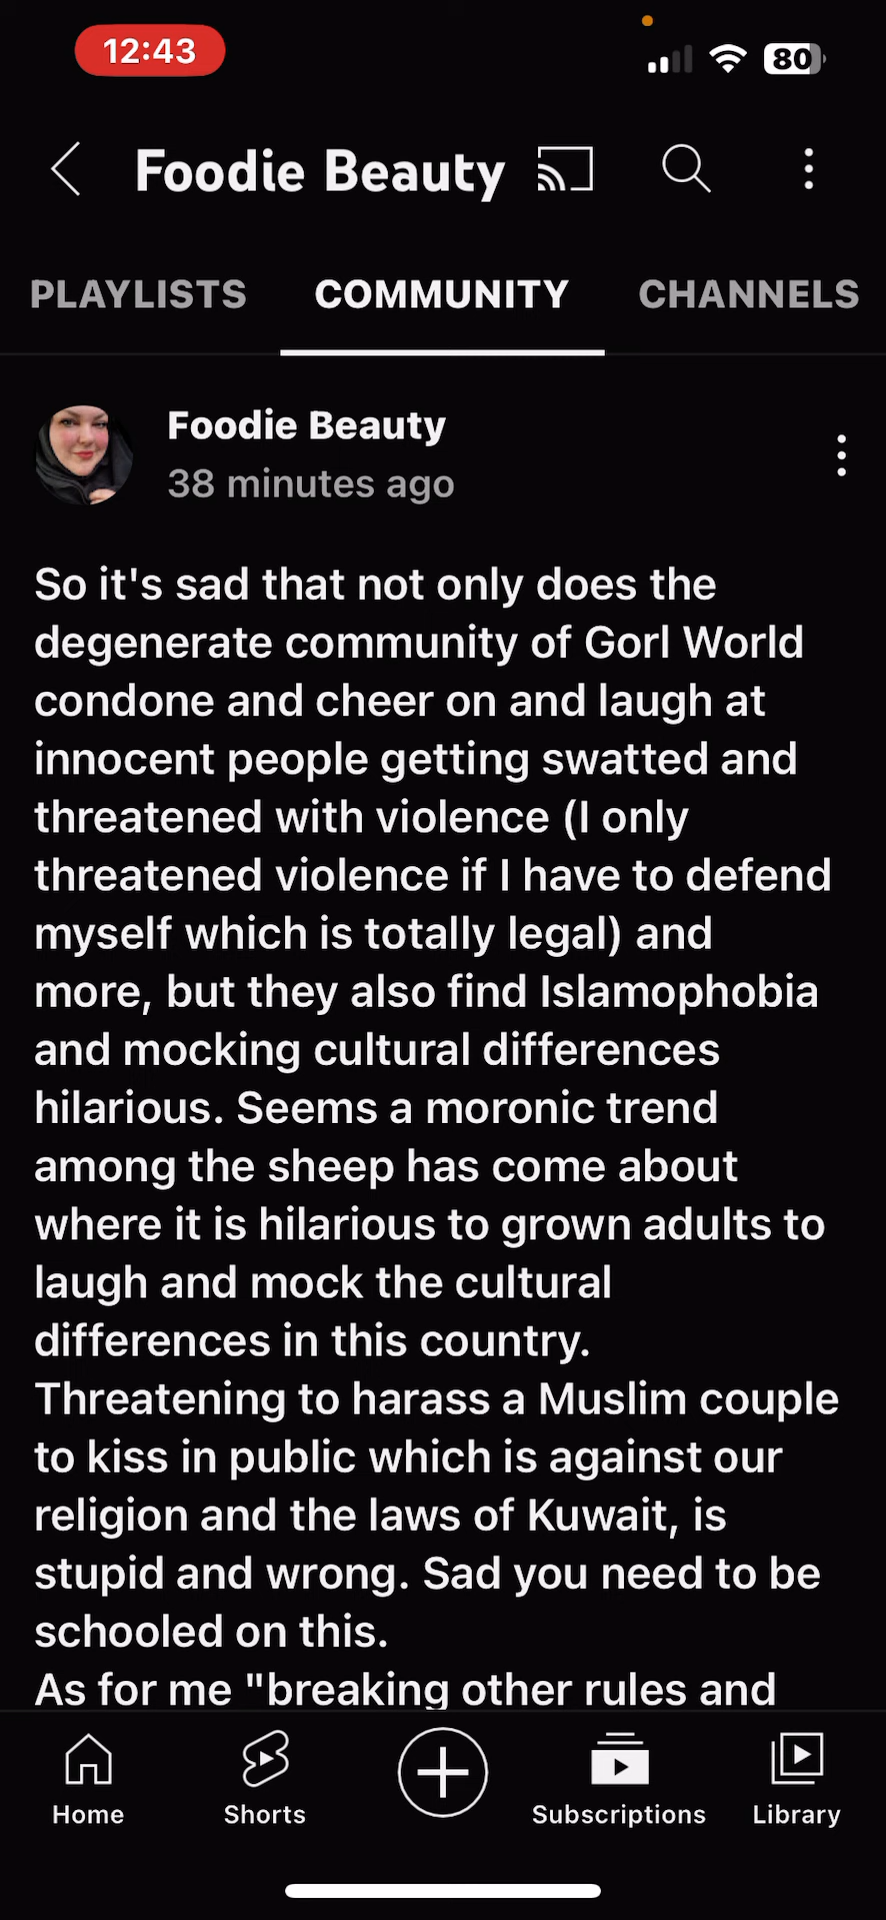 12:43
80
Foodie Beauty
PLAYLISTS COMMUNITY CHANNELS
Foodie Beauty
38 minutes ago
So it's sad that not only does the
degenerate community of Gorl World
condone and cheer on and laugh at
innocent people getting swatted and
threatened with violence (I only
threatened violence if I have to defend
myself which is totally legal) and
more, but they also find Islamophobia
and mocking cultural differences
hilarious. Seems a moronic trend
among the sheep has come about
where it is hilarious to grown adults to
laugh and mock the cultural
differences in this country.
Threatening to harass a Muslim couple
to kiss in public which is against our
religion and the laws of Kuwait, is
stupid and wrong. Sad you need to be
schooled on this.
As for me "breaking other rules and
Home Shorts Subscriptions Library